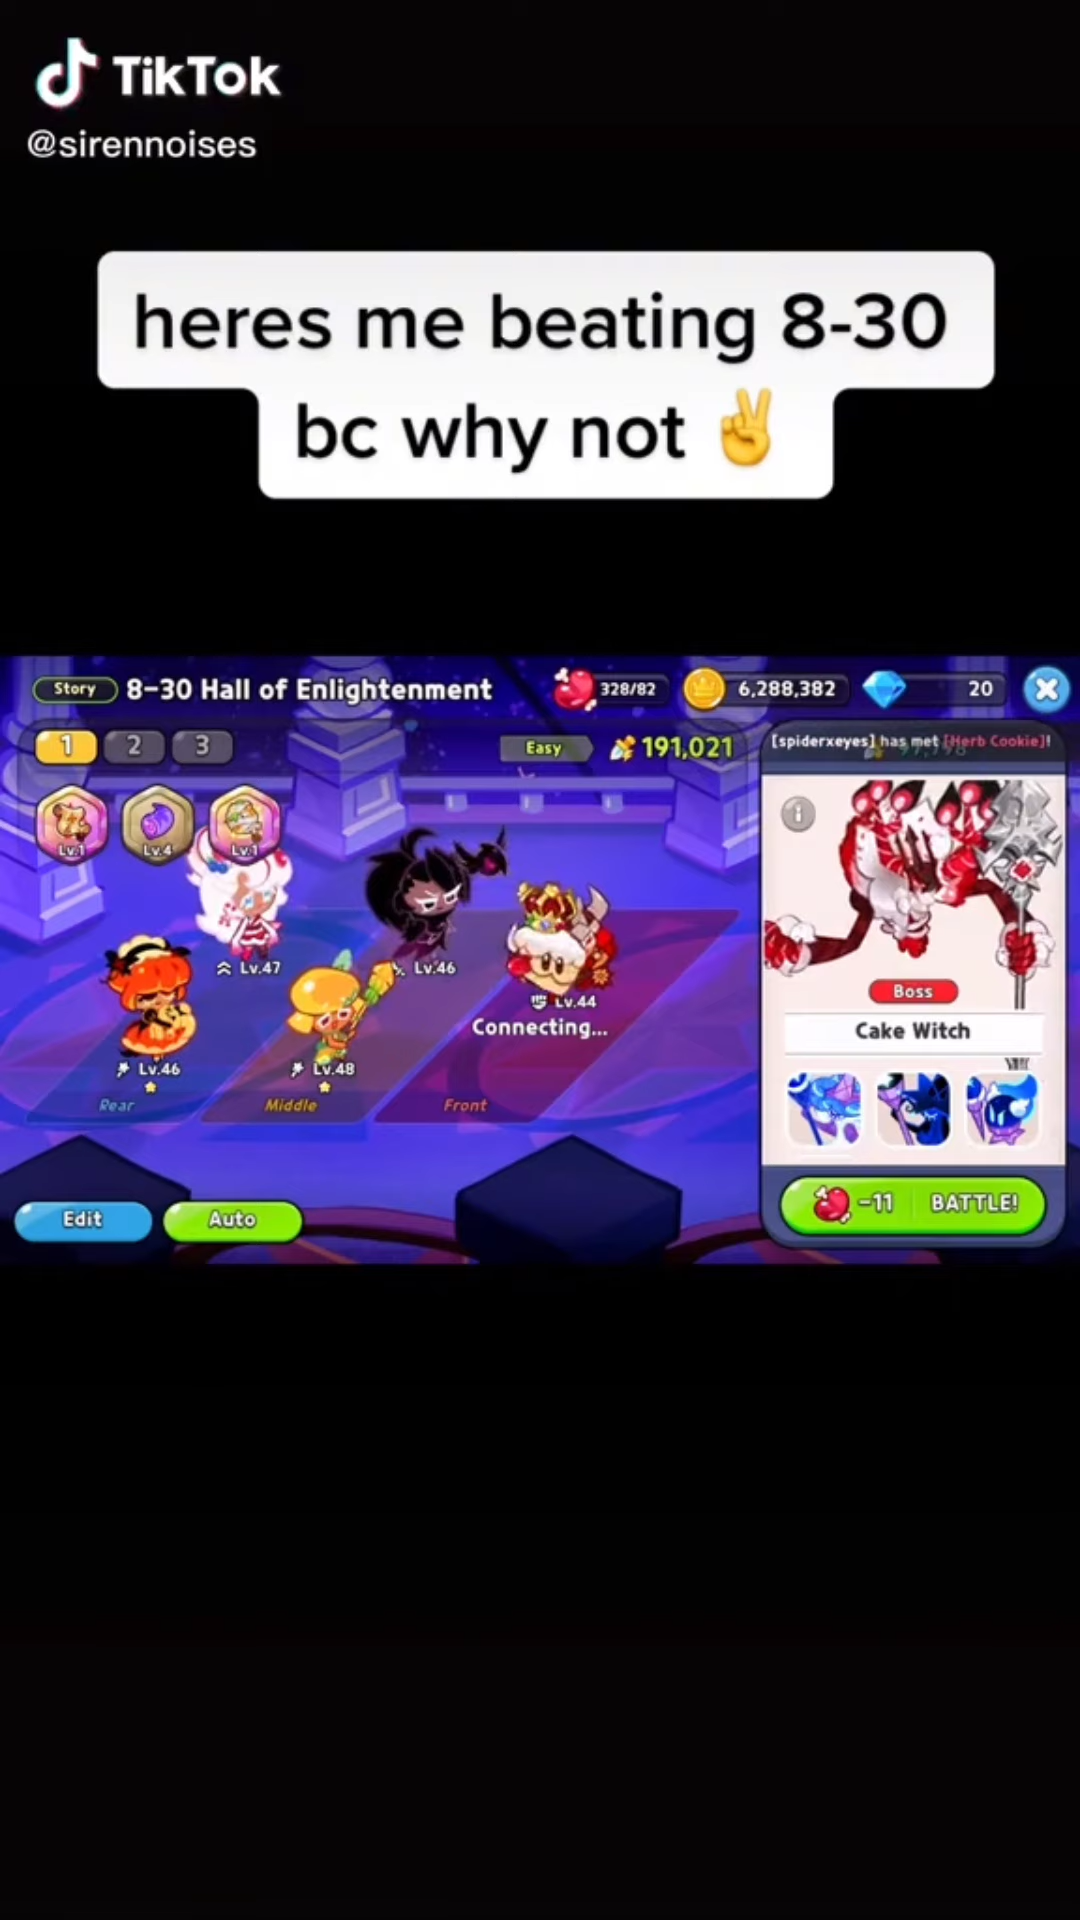 TikTok
@sirennoises
heres me beating 8-30
bc why not ✌️
Story 8-30 Hall of Enlightenment 328/82 6,288,382 20
1 2 3 Easy 191,021 [spiderxeyes] has met [Herb Cookie]!
Lv.1 Lv.4 Lv.1
Lv.47 Lv.46
Lv.44
Connecting...
Lv.46 Lv.48
Rear Middle Front
Boss
Cake Witch
Edit Auto -11 BATTLE!